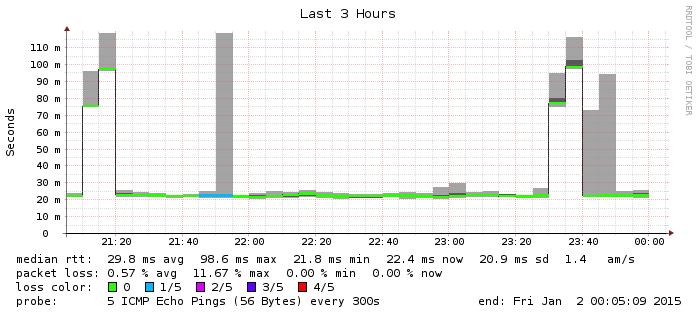 Last 3 Hours
RRDTOOL / TOBI OETIKER
Seconds
110 m
100 m
90 m
80 m
70 m
60 m
50 m
40 m
30 m
20 m
10 m
0
21:20 21:40 22:00 22:20 22:40 23:00 23:20 23:40 00:00
median rtt: 29.8 ms avg 98.6 ms max 21.8 ms min 22.4 ms now 20.9 ms sd 1.4 am/s
packet loss: 0.57 % avg 11.67 % max 0.00 % min 0.00 % now
loss color: 0 1/5 2/5 3/5 4/5
probe: 5 ICMP Echo Pings (56 Bytes) every 300s end: Fri Jan 2 00:05:09 2015